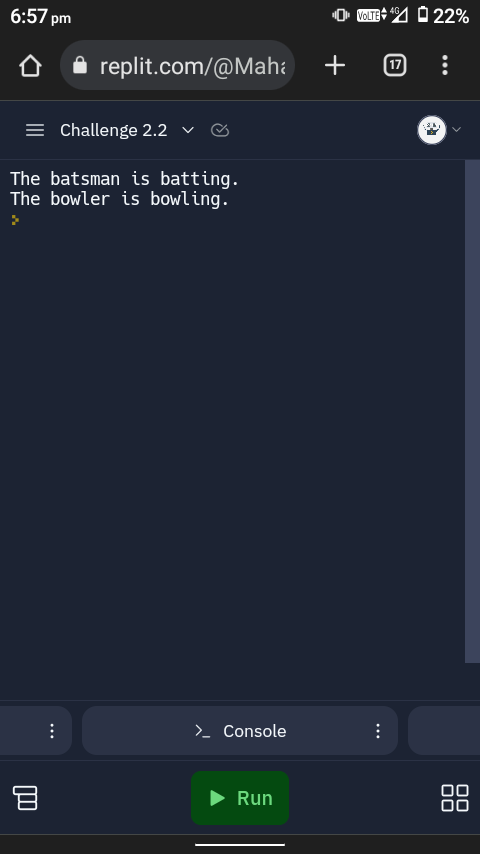 6:57 pm VoLTE 4G 22%
replit.com/@Maha 17
Challenge 2.2
The batsman is batting.
The bowler is bowling.
Console
Run